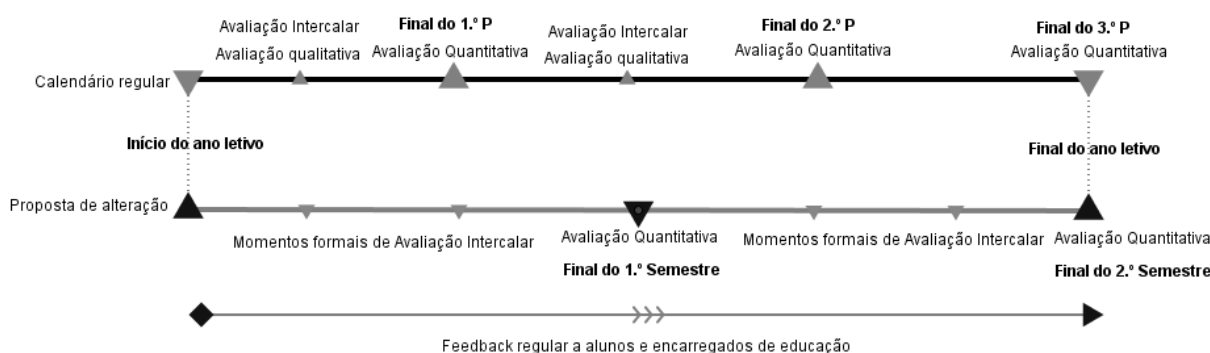 Avaliação Intercalar
Avaliação qualitativa
Final do 1.º P
Avaliação Quantitativa
Avaliação Intercalar
Avaliação qualitativa
Final do 2.º P
Avaliação Quantitativa
Final do 3.º P
Avaliação Quantitativa
Calendário regular
Início do ano letivo
Final do ano letivo
Proposta de alteração
Momentos formais de Avaliação Intercalar
Avaliação Quantitativa
Final do 1.º Semestre
Momentos formais de Avaliação Intercalar
Avaliação Quantitativa
Final do 2.º Semestre
Feedback regular a alunos e encarregados de educação